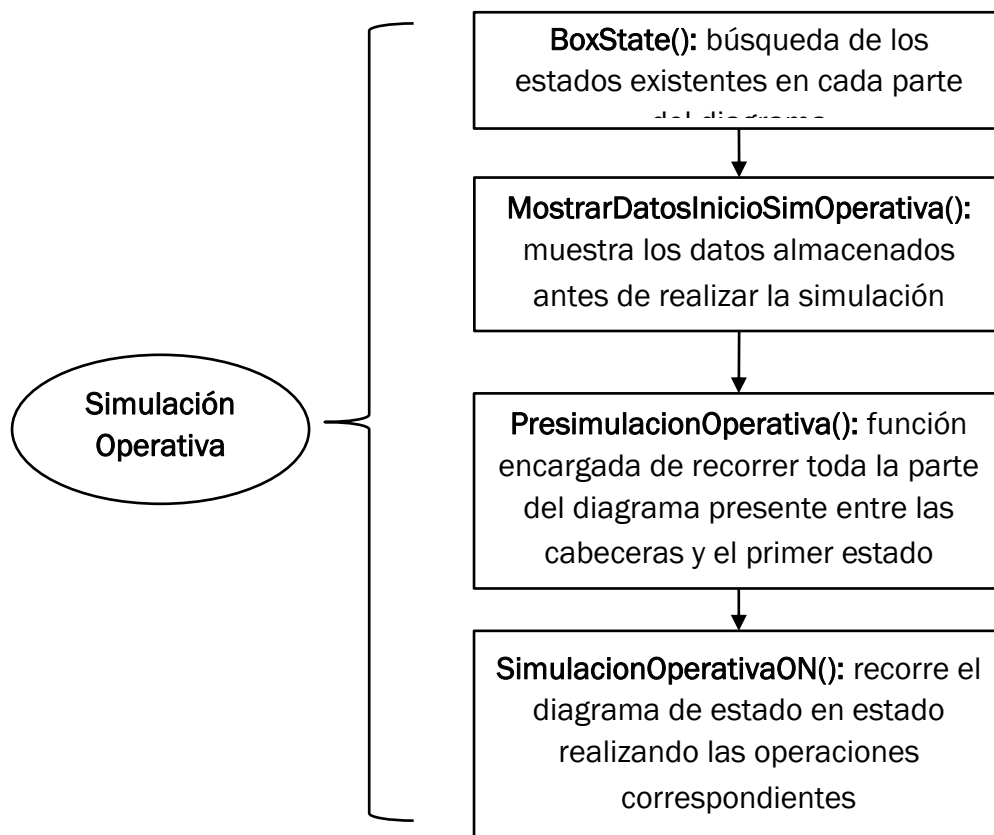 BoxState(): búsqueda de los
estados existentes en cada parte
del diagrama
MostrarDatosInicioSimOperativa():
muestra los datos almacenados
antes de realizar la simulación
Simulación
Operativa
PresimulacionOperativa(): función
encargada de recorrer toda la parte
del diagrama presente entre las
cabeceras y el primer estado
SimulacionOperativaON(): recorre el
diagrama de estado en estado
realizando las operaciones
correspondientes